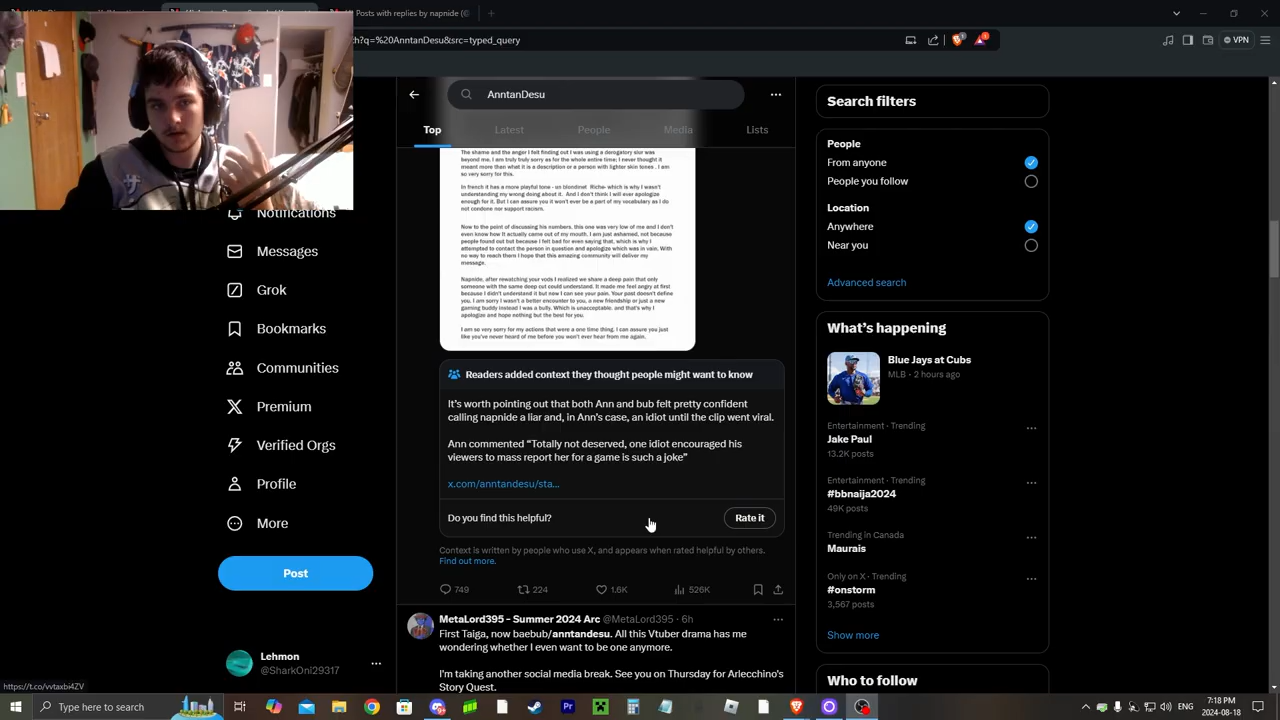 Posts with replies by napnide (@
ch?q=%20AnntanDesu&src=typed_query
VPN
AnntanDesu
Top
Latest
People
Media
Lists
The shame and the anger I felt finding out I was using a derogatory slur was
beyond me. I am truly truly sorry as for the whole entire time; I never thought it
meant more than what it is a description or a person with lighter skin tones . I am
so very sorry for this.
In french it has a more playful tone - un blondinet Riche- which is why I wasn't
understanding my wrong doing about it. And I don't think I will ever apologize
enough for it. But I can assure you it won't ever be a part of my vocabulary as I do
not condone nor support racism.
Now to the point of discussing his numbers, this one was very low of me and I don't
even know how it actually came out of my mouth. I am just ashamed, not because
people found out but because I felt bad for even saying that, which is why I
attempted to contact the person in question and apologize which was in vain. With
no way to reach them I hope that this amazing community will deliver my
message.
Napnide, after rewatching your vods I realized we share a deep pain that only
someone with the same deep cut could understand. It made me feel angry at first
because I didn't understand it but now I can see your pain. Your past doesn't define
you. I am sorry I wasn't a better encounter to you, a new friendship or just a new
gaming buddy instead I was a bully. Which is unacceptable. and that's why I
apologize and hope nothing but the best for you.
I am so very sorry for my actions that were a one time thing. I can assure you just
like you've never heard of me before you won't ever hear from me again.
Readers added context they thought people might want to know
It's worth pointing out that both Ann and bub felt pretty confident
calling napnide a liar and, in Ann's case, an idiot until the clip went viral.
Ann commented "Totally not deserved, one idiot encouraged his
viewers to mass report her for a game is such a joke"
x.com/anntandesu/sta...
Do you find this helpful?
Rate it
Context is written by people who use X, and appears when rated helpful by others.
Find out more.
749
224
1.6K
526K
MetaLord395 - Summer 2024 Arc @MetaLord395 · 6h
First Taiga, now baebub/anntandesu. All this Vtuber drama has me
wondering whether I even want to be one anymore.
I'm taking another social media break. See you on Thursday for Arlecchino's
Story Quest.
Notifications
Messages
Grok
Bookmarks
Communities
Premium
Verified Orgs
Profile
More
Post
Lehmon
@SharkOni29317
https://t.co/vvtaxbi4ZV
Search filters
People
From anyone
People you follow
Location
Anywhere
Near you
Advanced search
What's happening
Blue Jays at Cubs
MLB · 2 hours ago
Entertainment · Trending
Jake Paul
13.2K posts
Entertainment · Trending
#bbnaija2024
49K posts
Trending in Canada
Maurais
Only on X · Trending
#onstorm
3,567 posts
Show more
Who to follow
Type here to search
ENG
7:18 PM
2024-08-18